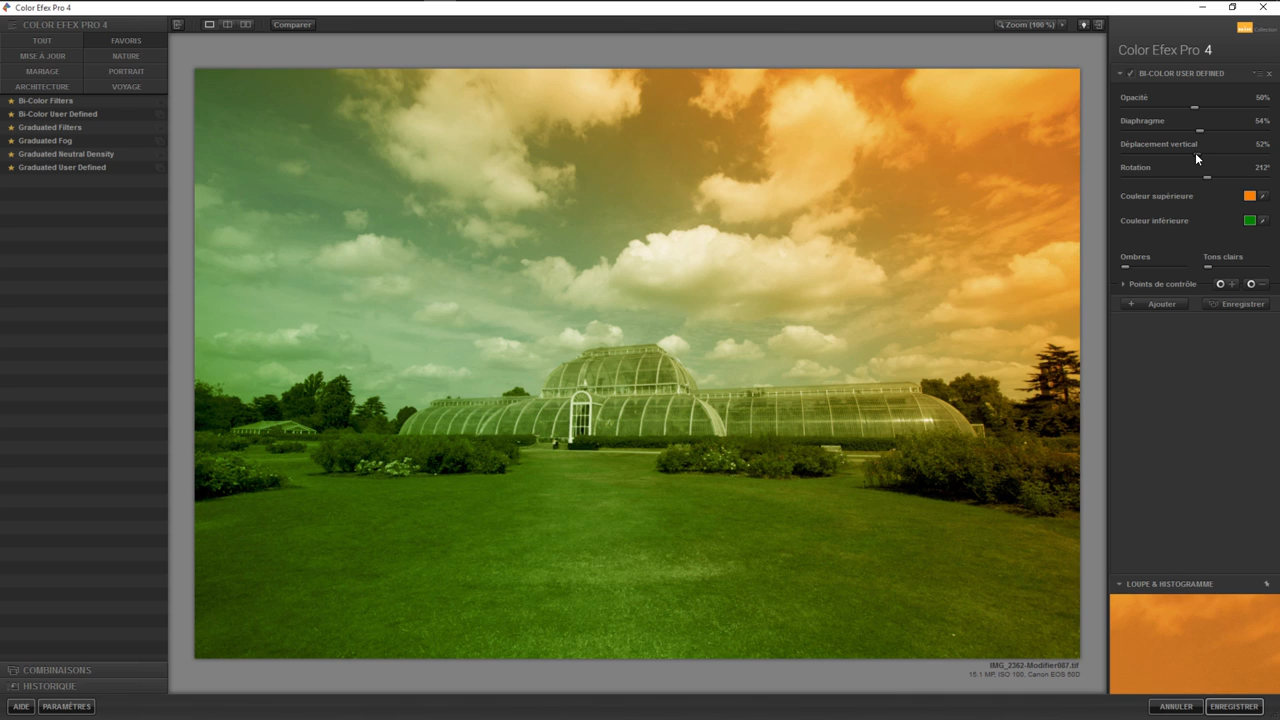 Color Efex Pro 4
COLOR EFEX PRO 4
TOUT
FAVORIS
MISE À JOUR
NATURE
MARIAGE
PORTRAIT
ARCHITECTURE
VOYAGE
Bi-Color Filters
Bi-Color User Defined
Graduated Filters
Graduated Fog
Graduated Neutral Density
Graduated User Defined
COMBINAISONS
HISTORIQUE
AIDE
PARAMÈTRES
Comparer
Zoom (100 %)
IMG_2362-Modifier087.tif
15.1 MP, ISO 100, Canon EOS 50D
Collection
Color Efex Pro 4
BI-COLOR USER DEFINED
Opacité 50%
Diaphragme 54%
Déplacement vertical 52%
Rotation 212°
Couleur supérieure
Couleur inférieure
Ombres
Tons clairs
Points de contrôle
Ajouter
Enregistrer
LOUPE & HISTOGRAMME
ANNULER
ENREGISTRER